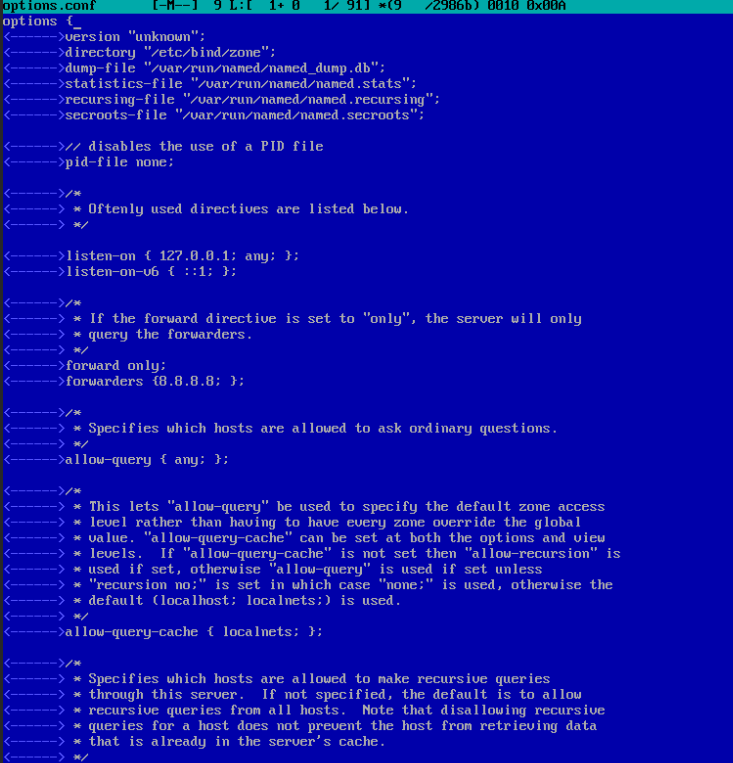 options.conf [-M--] 9 L:[ 1+ 0 1/ 91] *(9 /2986b) 0010 0x00A
options {
<------>version "unknown";
<------>directory "/etc/bind/zone";
<------>dump-file "/var/run/named/named_dump.db";
<------>statistics-file "/var/run/named/named.stats";
<------>recursing-file "/var/run/named/named.recursing";
<------>secroots-file "/var/run/named/named.secroots";
<------>// disables the use of a PID file
<------>pid-file none;
<------>/*
<------> * Oftenly used directives are listed below.
<------> */
<------>listen-on { 127.0.0.1; any; };
<------>listen-on-v6 { ::1; };
<------>/*
<------> * If the forward directive is set to "only", the server will only
<------> * query the forwarders.
<------> */
<------>forward only;
<------>forwarders {8.8.8.8; };
<------>/*
<------> * Specifies which hosts are allowed to ask ordinary questions.
<------> */
<------>allow-query { any; };
<------>/*
<------> * This lets "allow-query" be used to specify the default zone access
<------> * level rather than having to have every zone override the global
<------> * value. "allow-query-cache" can be set at both the options and view
<------> * levels.  If "allow-query-cache" is not set then "allow-recursion" is
<------> * used if set, otherwise "allow-query" is used if set unless
<------> * "recursion no;" is set in which case "none;" is used, otherwise the
<------> * default (localhost; localnets;) is used.
<------> */
<------>allow-query-cache { localnets; };
<------>/*
<------> * Specifies which hosts are allowed to make recursive queries
<------> * through this server.  If not specified, the default is to allow
<------> * recursive queries from all hosts.  Note that disallowing recursive
<------> * queries for a host does not prevent the host from retrieving data
<------> * that is already in the server's cache.
<------> */